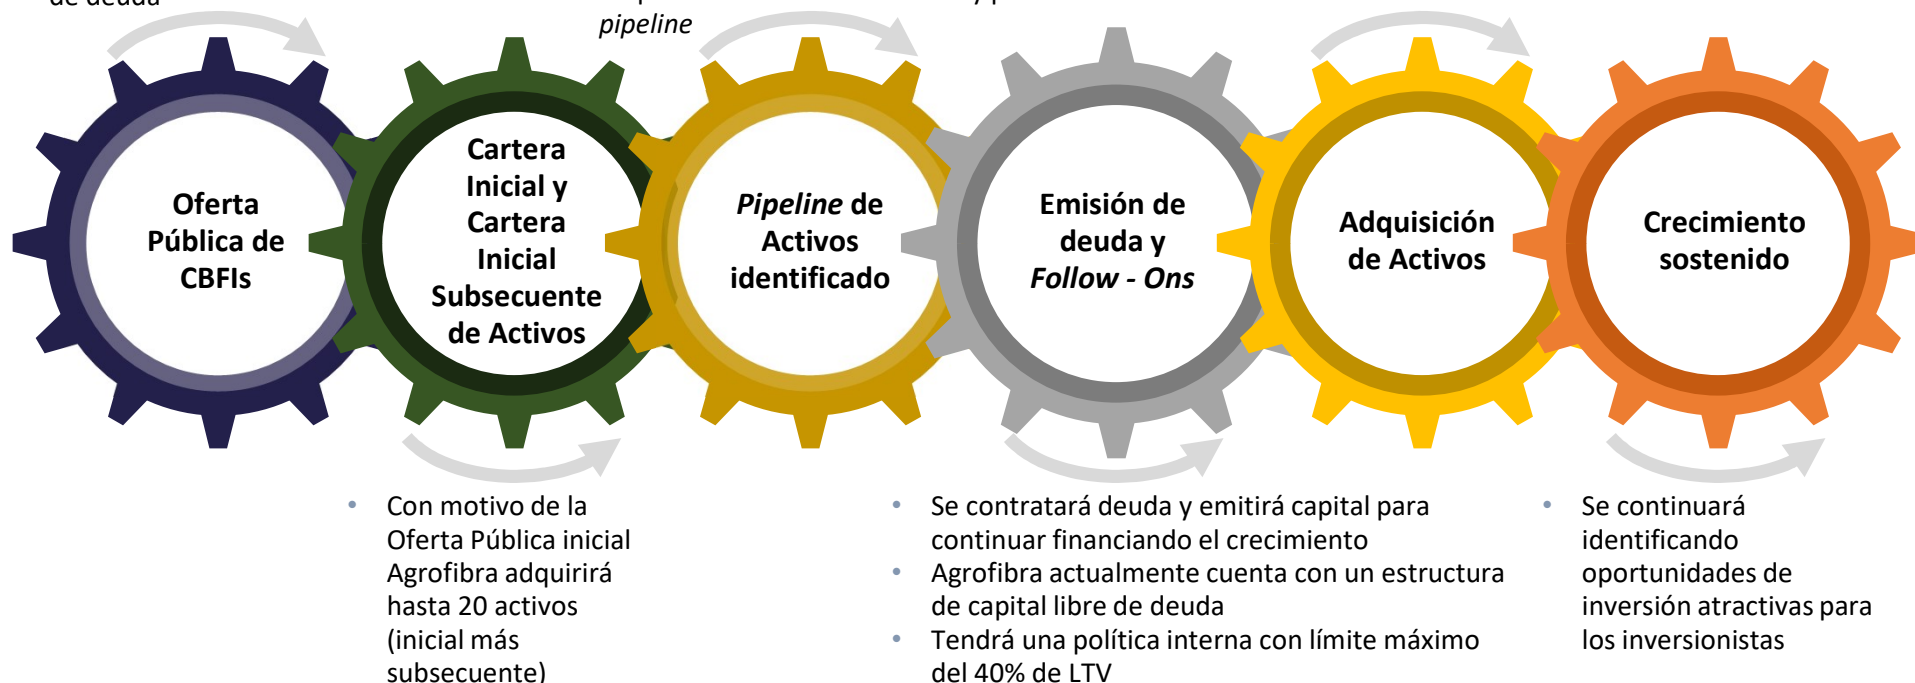 de deuda
pipeline
Oferta
Pública de
CBFIs
Cartera
Inicial y
Cartera
Inicial
Subsecuente
de Activos
Pipeline de
Activos
identificado
Emisión de
deuda y
Follow - Ons
Adquisición
de Activos
Crecimiento
sostenido
• Con motivo de la
Oferta Pública inicial
Agrofibra adquirirá
hasta 20 activos
(inicial más
subsecuente)
• Se contratará deuda y emitirá capital para
continuar financiando el crecimiento
• Agrofibra actualmente cuenta con un estructura
de capital libre de deuda
• Tendrá una política interna con límite máximo
del 40% de LTV
• Se continuará
identificando
oportunidades de
inversión atractivas para
los inversionistas